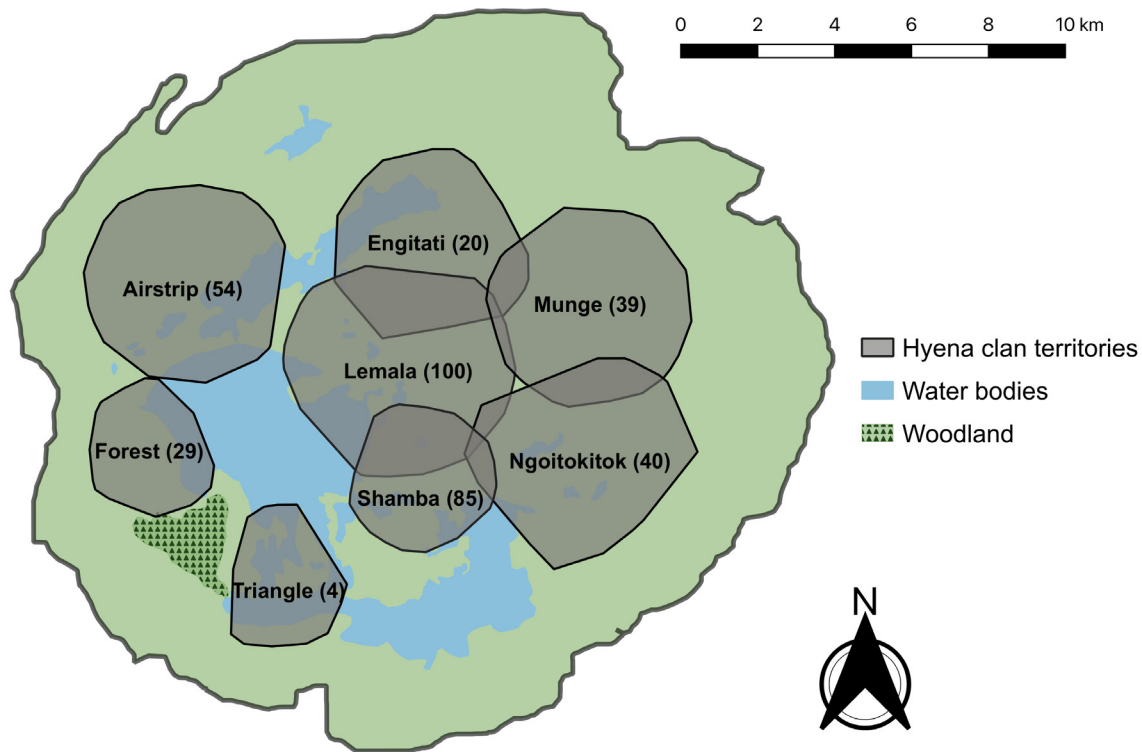 0 2 4 6 8 10 km
Engitati (20)
Airstrip (54)
Munge (39)
Lemala (100)
Forest (29)
Ngoitokitok (40)
Shamba (85)
Triangle (4)
Hyena clan territories
Water bodies
Woodland
N